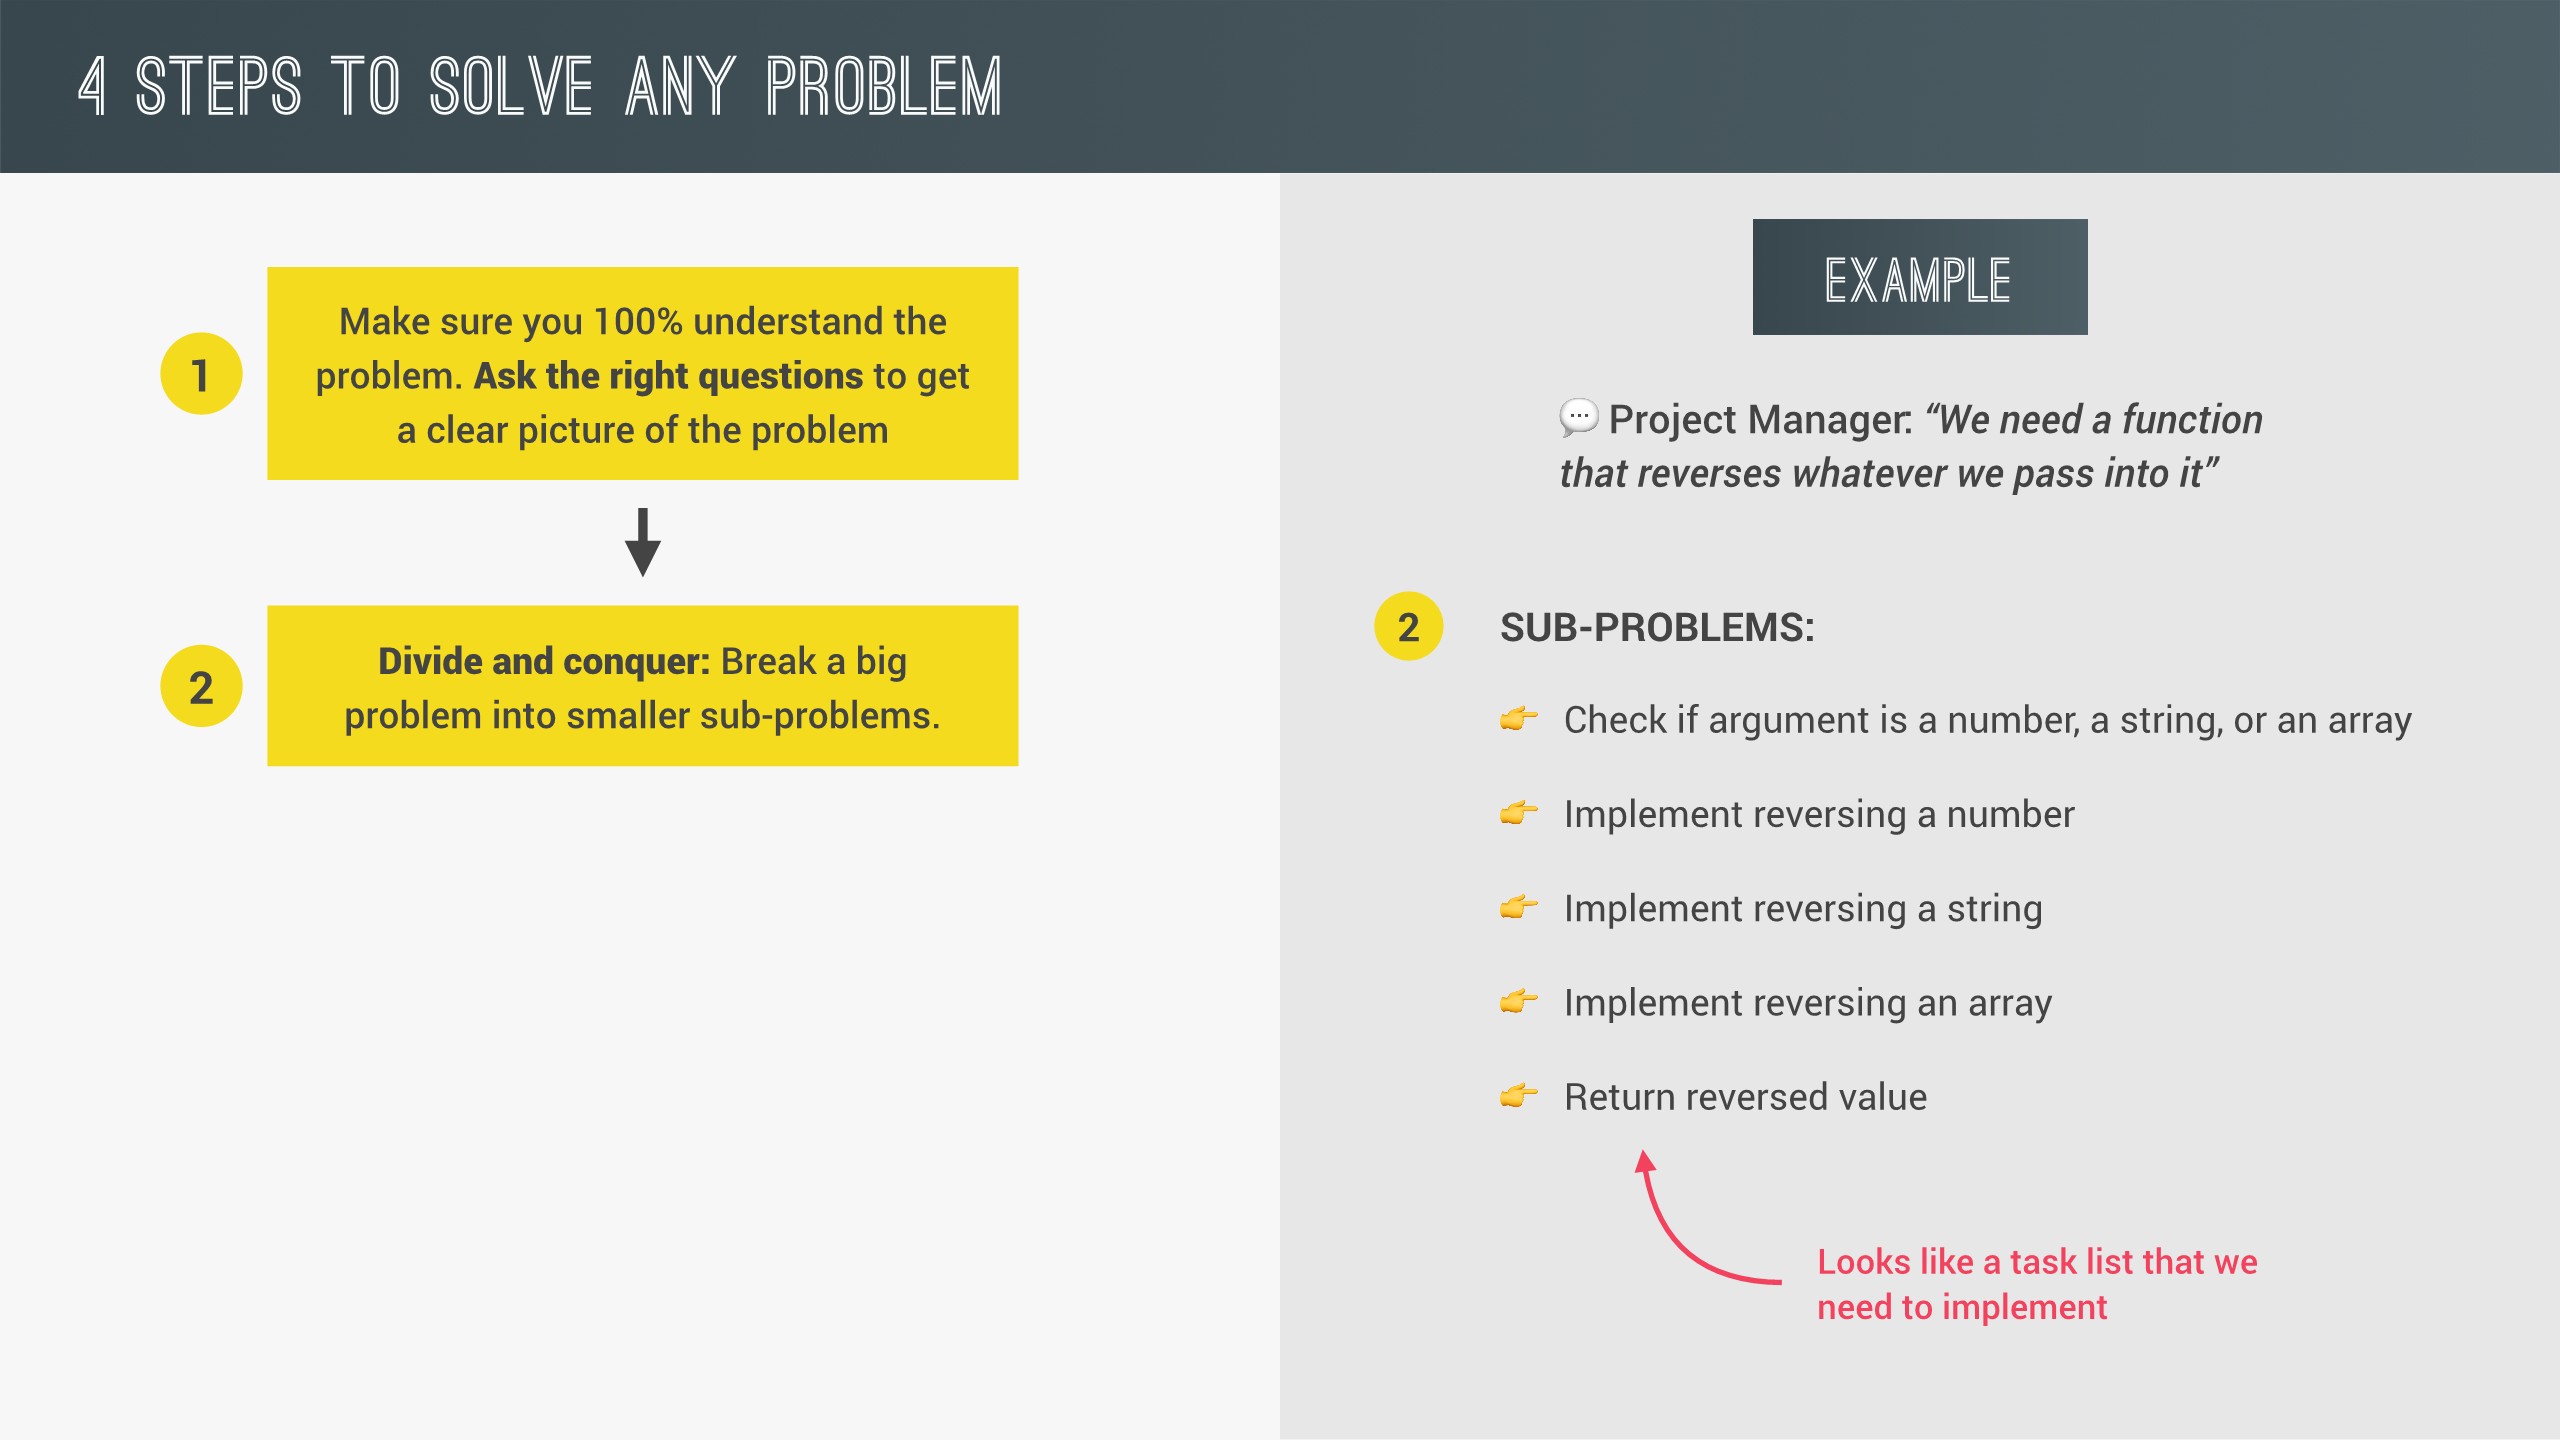 4 STEPS TO SOLVE ANY PROBLEM
1
Make sure you 100% understand the
problem. Ask the right questions to get
a clear picture of the problem
2
Divide and conquer: Break a big
problem into smaller sub-problems.
EXAMPLE
💬 Project Manager: “We need a function
that reverses whatever we pass into it”
2
SUB-PROBLEMS:
👉 Check if argument is a number, a string, or an array
👉 Implement reversing a number
👉 Implement reversing a string
👉 Implement reversing an array
👉 Return reversed value
Looks like a task list that we
need to implement